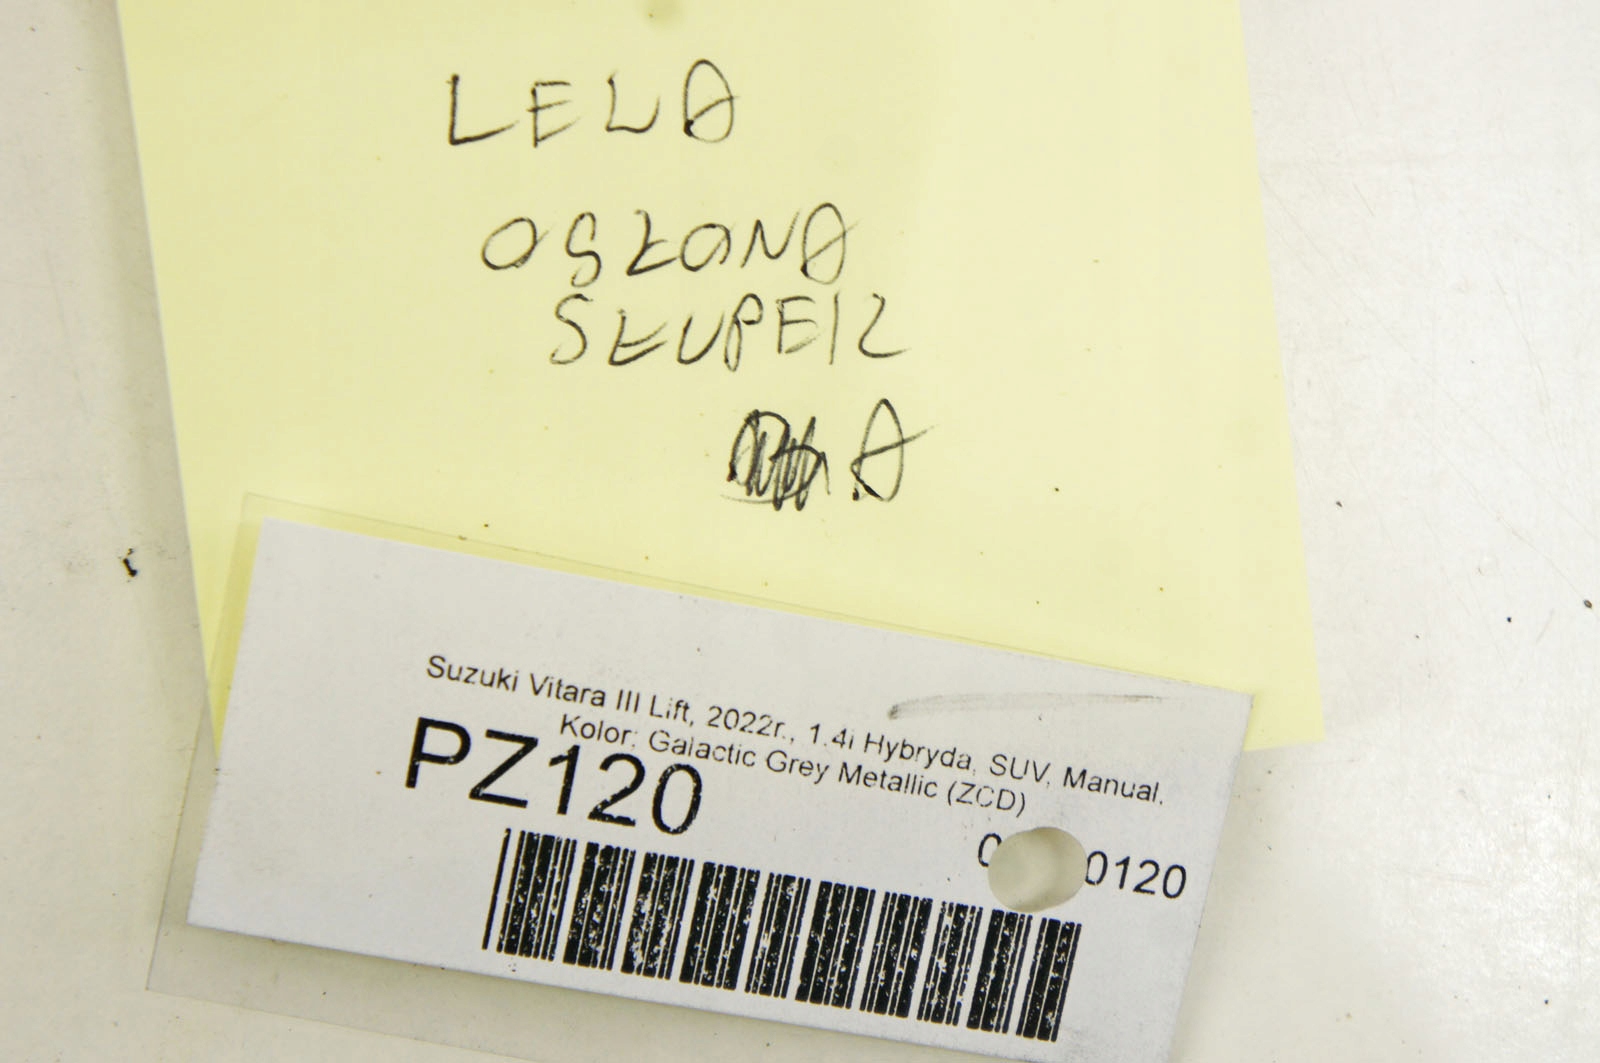 LEWA
OSŁONA
SŁUPEK
A
Suzuki Vitara III Lift, 2022r., 1.4i Hybryda, SUV, Manual,
Kolor: Galactic Grey Metallic (ZCD)
PZ120
0 0120